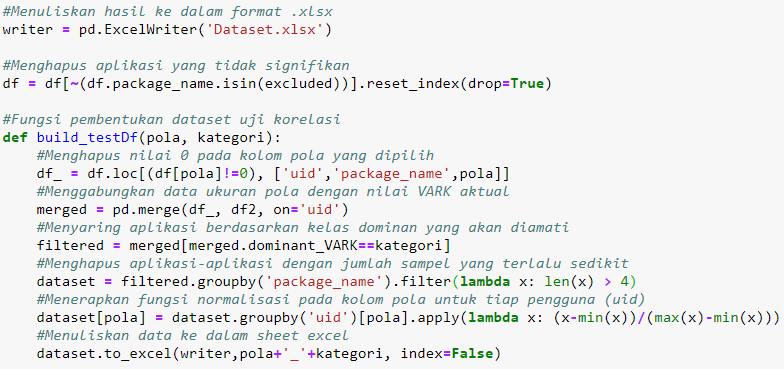 #Menuliskan hasil ke dalam format .xlsx
writer = pd.ExcelWriter('Dataset.xlsx')
#Menghapus aplikasi yang tidak signifikan
df = df[~(df.package_name.isin(excluded))].reset_index(drop=True)
#Fungsi pembentukan dataset uji korelasi
def build_testDf(pola, kategori):
    #Menghapus nilai 0 pada kolom pola yang dipilih
    df_ = df.loc[(df[pola]!=0), ['uid','package_name',pola]]
    #Menggabungkan data ukuran pola dengan nilai VARK aktual
    merged = pd.merge(df_, df2, on='uid')
    #Menyaring aplikasi berdasarkan kelas dominan yang akan diamati
    filtered = merged[merged.dominant_VARK==kategori]
    #Menghapus aplikasi-aplikasi dengan jumlah sampel yang terlalu sedikit
    dataset = filtered.groupby('package_name').filter(lambda x: len(x) > 4)
    #Menerapkan fungsi normalisasi pada kolom pola untuk tiap pengguna (uid)
    dataset[pola] = dataset.groupby('uid')[pola].apply(lambda x: (x-min(x))/(max(x)-min(x)))
    #Menuliskan data ke dalam sheet excel
    dataset.to_excel(writer,pola+'_'+kategori, index=False)